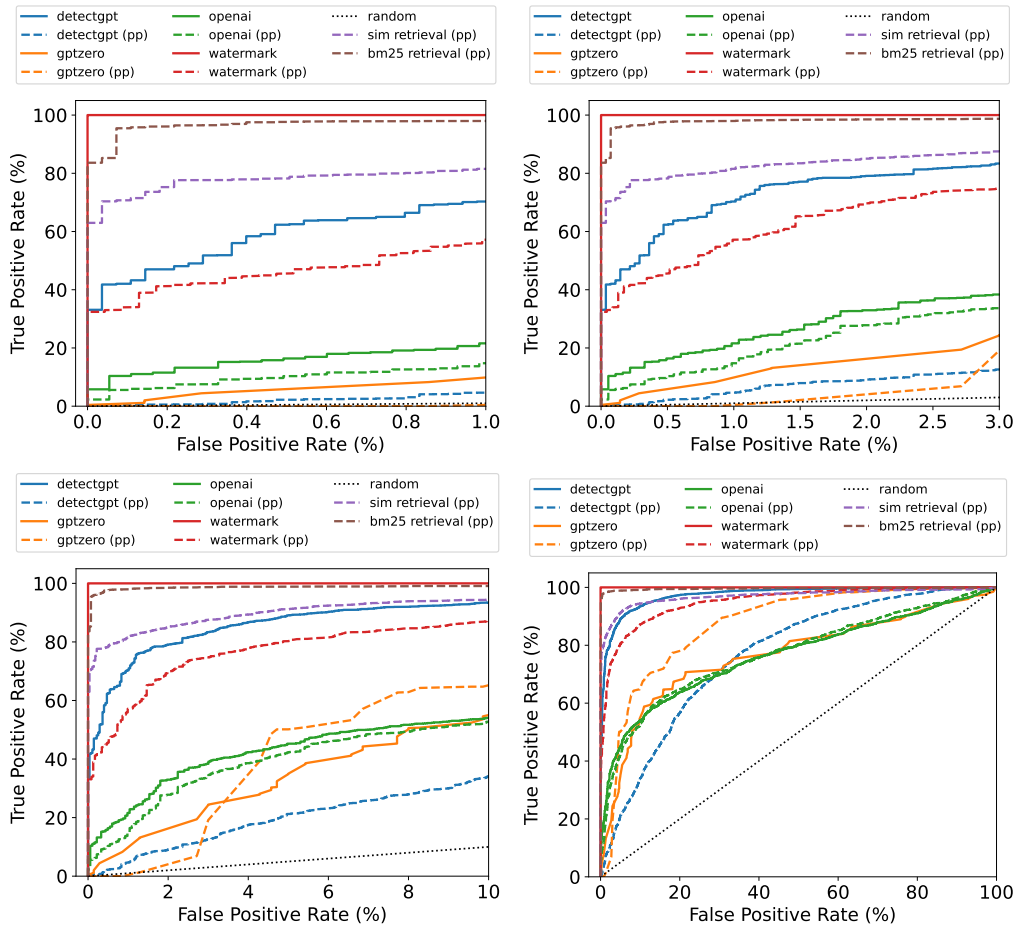 detectgpt openai random
detectgpt (pp) openai (pp) sim retrieval (pp)
gptzero watermark bm25 retrieval (pp)
gptzero (pp) watermark (pp)
100
80
60
40
20
0
True Positive Rate (%)
0.0 0.2 0.4 0.6 0.8 1.0
False Positive Rate (%)
detectgpt openai random
detectgpt (pp) openai (pp) sim retrieval (pp)
gptzero watermark bm25 retrieval (pp)
gptzero (pp) watermark (pp)
100
80
60
40
20
0
True Positive Rate (%)
0.0 0.5 1.0 1.5 2.0 2.5 3.0
False Positive Rate (%)
detectgpt openai random
detectgpt (pp) openai (pp) sim retrieval (pp)
gptzero watermark bm25 retrieval (pp)
gptzero (pp) watermark (pp)
100
80
60
40
20
0
True Positive Rate (%)
0 2 4 6 8 10
False Positive Rate (%)
detectgpt openai random
detectgpt (pp) openai (pp) sim retrieval (pp)
gptzero watermark bm25 retrieval (pp)
gptzero (pp) watermark (pp)
100
80
60
40
20
0
True Positive Rate (%)
0 20 40 60 80 100
False Positive Rate (%)